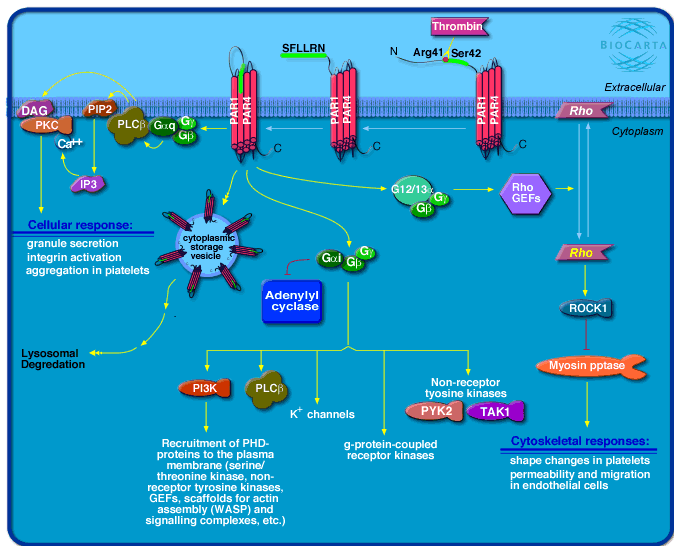 Thrombin
BIOCARTA
SFLLRN
N
Arg41
Ser42
Extracellular
Cytoplasm
DAG
PKC
Ca++
PIP2
IP3
PLCβ
Gαq
Gγ
Gβ
PAR1
PAR4
C
PAR1
PAR4
PAR1
PAR4
C
Rho
G12/13α
Gγ
Gβ
Rho
GEFs
Rho
Cellular response:
granule secretion
integrin activation
aggregation in platelets
cytoplasmic
storage
vesicle
Gαi
Gβ
Gγ
Adenylyl
cyclase
ROCK1
Lysosomal
Degredation
Myosin pptase
PI3K
PLCβ
K+ channels
Non-receptor
tyosine kinases
PYK2
TAK1
g-protein-coupled
receptor kinases
Recruitment of PHD-
proteins to the plasma
membrane (serine/
threonine kinase, non-
receptor tyrosine kinases,
GEFs, scaffolds for actin
assembly (WASP) and
signalling complexes, etc.)
Cytoskeletal responses:
shape changes in platelets
permeability and migration
in endothelial cells